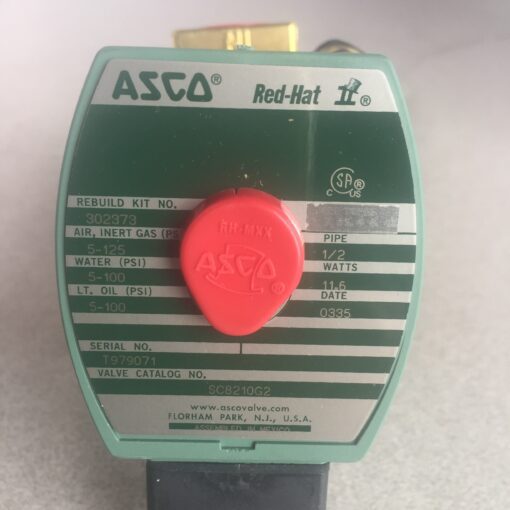 ASCO® Red-Hat II®
CSA® C US
REBUILD KIT NO.
302373
AIR, INERT GAS (PSI)
5-125
WATER (PSI)
5-100
LT. OIL (PSI)
5-100
RH-MXX
ASCO®
PIPE
1/2
WATTS
11.6
DATE
0335
SERIAL NO.
T979071
VALVE CATALOG NO.
SC8210G2
www.ascovalve.com
FLORHAM PARK, N.J., U.S.A.
ASSEMBLED IN MEXICO